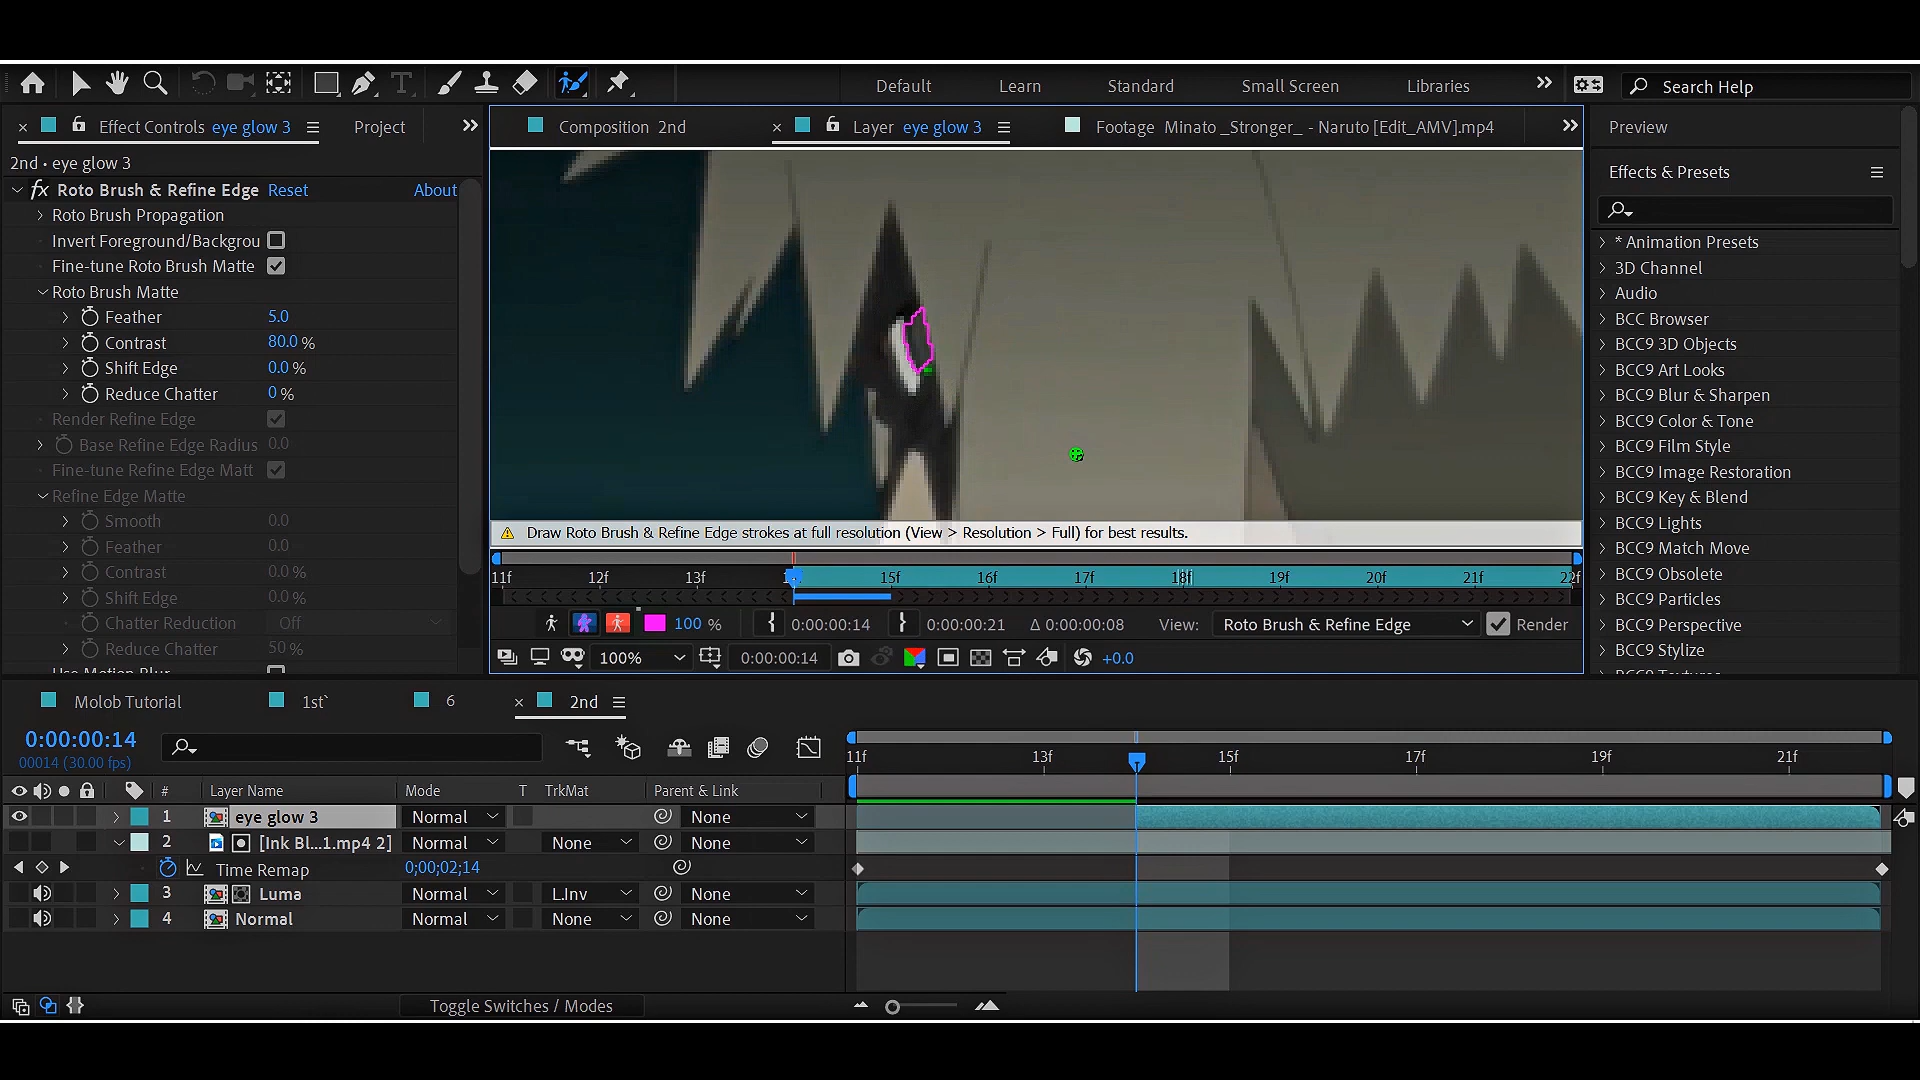 Default
Learn
Standard
Small Screen
Libraries
Search Help
Effect Controls eye glow 3
Project
Composition 2nd
Layer eye glow 3
Footage Minato _Stronger_ - Naruto [Edit_AMV].mp4
Preview
2nd • eye glow 3
fx Roto Brush & Refine Edge Reset About
Roto Brush Propagation
Invert Foreground/Backgrou
Fine-tune Roto Brush Matte
Roto Brush Matte
Feather 5.0
Contrast 80.0 %
Shift Edge 0.0 %
Reduce Chatter 0 %
Render Refine Edge
Base Refine Edge Radius 0.0
Fine-tune Refine Edge Matt
Refine Edge Matte
Smooth 0.0
Feather 0.0
Contrast 0.0 %
Shift Edge 0.0 %
Chatter Reduction Off
Reduce Chatter 50 %
Use Motion Blur
Draw Roto Brush & Refine Edge strokes at full resolution (View > Resolution > Full) for best results.
11f 12f 13f 15f 16f 17f 18f 19f 20f 21f 22f
100 % 0:00:00:14 0:00:00:21 Δ 0:00:00:08 View: Roto Brush & Refine Edge Render
100% 0:00:00:14 +0.0
Effects & Presets
* Animation Presets
3D Channel
Audio
BCC Browser
BCC9 3D Objects
BCC9 Art Looks
BCC9 Blur & Sharpen
BCC9 Color & Tone
BCC9 Film Style
BCC9 Image Restoration
BCC9 Key & Blend
BCC9 Lights
BCC9 Match Move
BCC9 Obsolete
BCC9 Particles
BCC9 Perspective
BCC9 Stylize
BCC9 Textures
Molob Tutorial
1st`
6
2nd
0:00:00:14
00014 (30.00 fps)
11f 13f 15f 17f 19f 21f
# Layer Name Mode T TrkMat Parent & Link
1 eye glow 3 Normal None
2 [Ink Bl...1.mp4 2] Normal None None
Time Remap 0;00;02;14
3 Luma Normal L.Inv None
4 Normal Normal None None
Toggle Switches / Modes